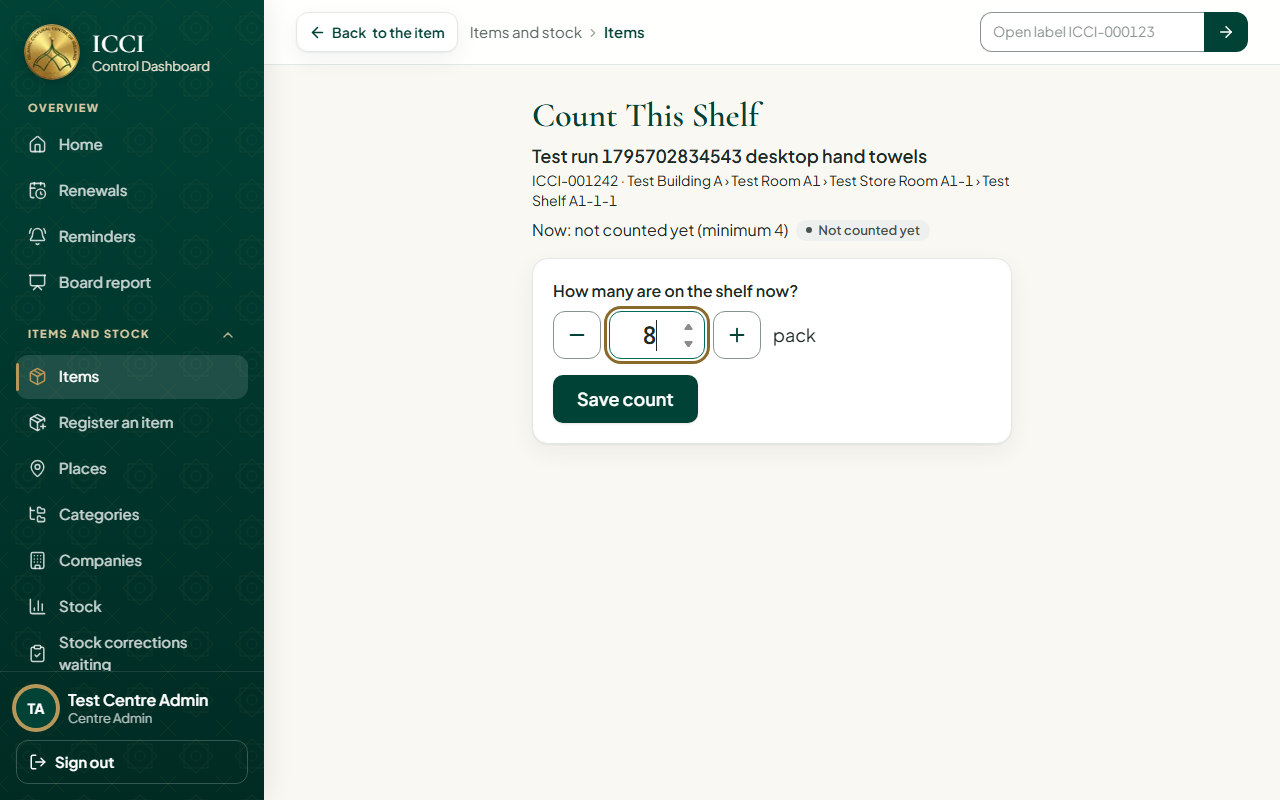 ICCI
Control Dashboard
OVERVIEW
Home
Renewals
Reminders
Board report
ITEMS AND STOCK
Items
Register an item
Places
Categories
Companies
Stock
Stock corrections
waiting
TA
Test Centre Admin
Centre Admin
Sign out
Back to the item
Items and stock › Items
Open label ICCI-000123
Count This Shelf
Test run 1795702834543 desktop hand towels
ICCI-001242 · Test Building A › Test Room A1 › Test Store Room A1-1 › Test
Shelf A1-1-1
Now: not counted yet (minimum 4)
Not counted yet
How many are on the shelf now?
− 8 + pack
Save count